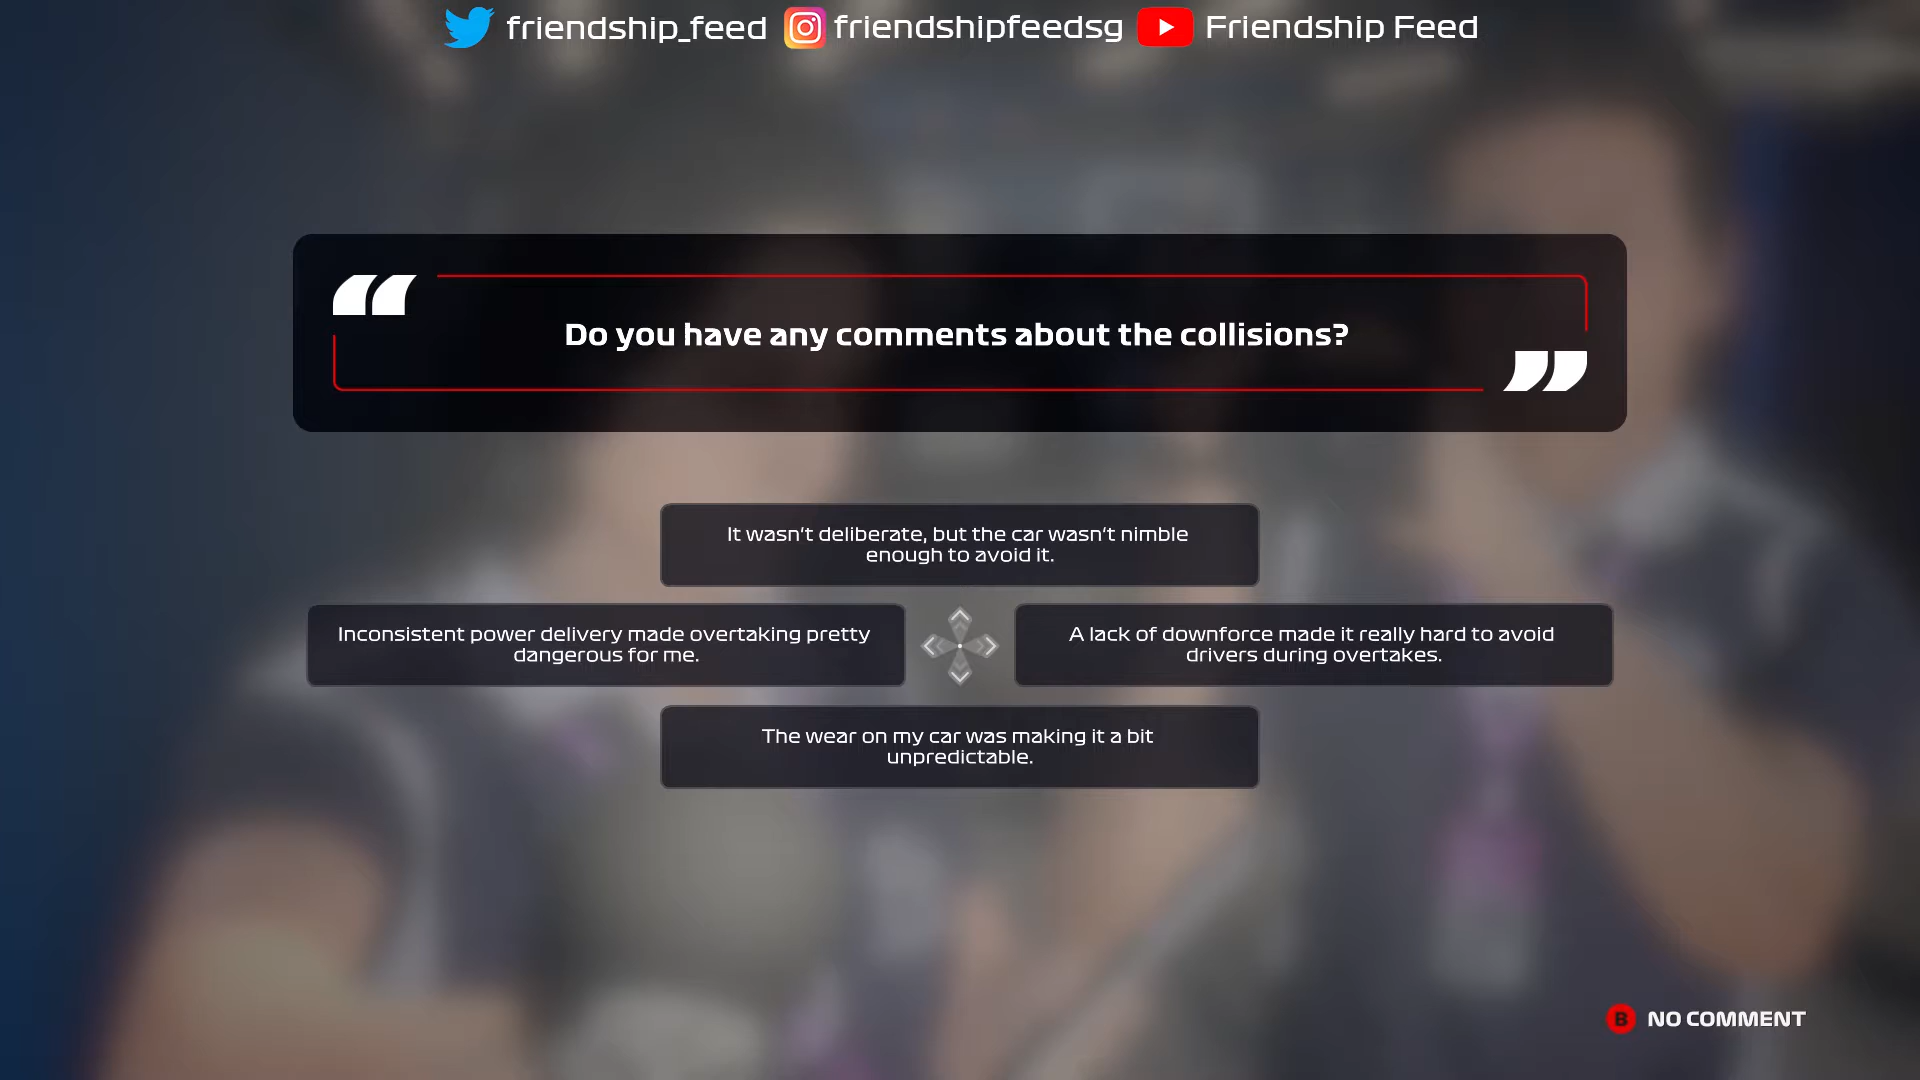 friendship_feed friendshipfeedsg Friendship Feed
Do you have any comments about the collisions?
It wasn't deliberate, but the car wasn't nimble
enough to avoid it.
Inconsistent power delivery made overtaking pretty
dangerous for me.
A lack of downforce made it really hard to avoid
drivers during overtakes.
The wear on my car was making it a bit
unpredictable.
B NO COMMENT